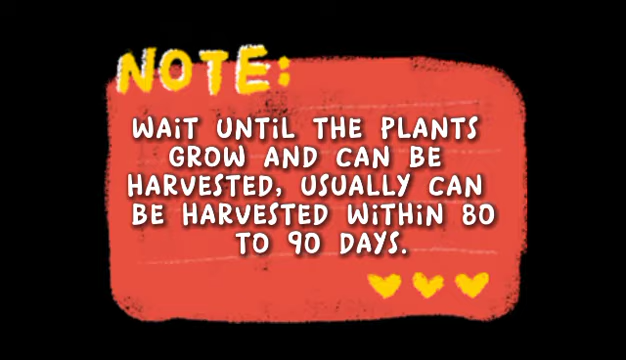 NOTE:
WAIT UNTIL THE PLANTS
GROW AND CAN BE
HARVESTED, USUALLY CAN
BE HARVESTED WITHIN 80
TO 90 DAYS.